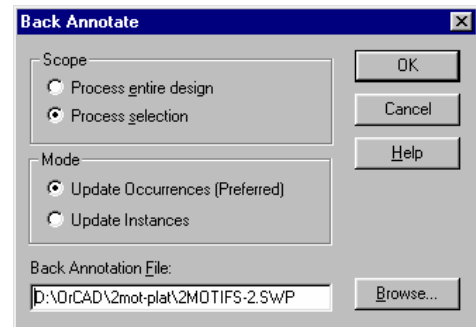 Back Annotate
Scope
Process entire design
Process selection
Mode
Update Occurrences (Preferred)
Update Instances
Back Annotation File:
D:\OrCAD\2mot-plat\2MOTIFS-2.SWP
OK
Cancel
Help
Browse...